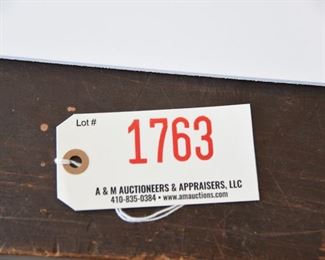 Lot #
1763
A & M AUCTIONEERS & APPRAISERS, LLC
410-835-0384 • www.amauctions.com